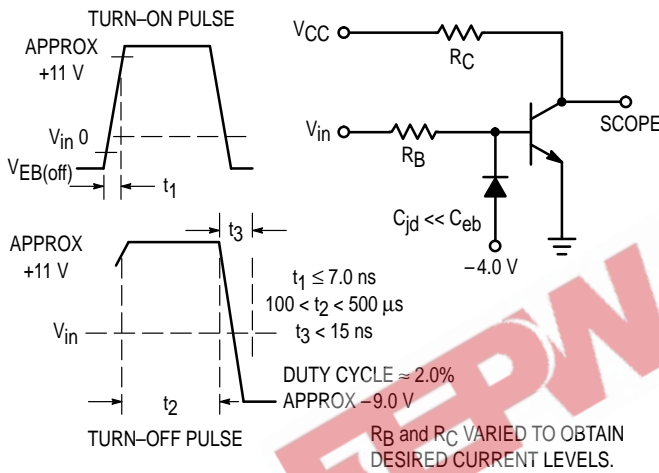 TURN–ON PULSE
APPROX
+11 V
Vin 0
VEB(off)
t1
VCC
RC
Vin
RB
SCOPE
Cjd << Ceb
–4.0 V
APPROX
+11 V
t3
t1 ≤ 7.0 ns
100 < t2 < 500 μs
t3 < 15 ns
Vin
DUTY CYCLE ≈ 2.0%
APPROX –9.0 V
t2
TURN–OFF PULSE
RB and RC VARIED TO OBTAIN
DESIRED CURRENT LEVELS.
EEPW